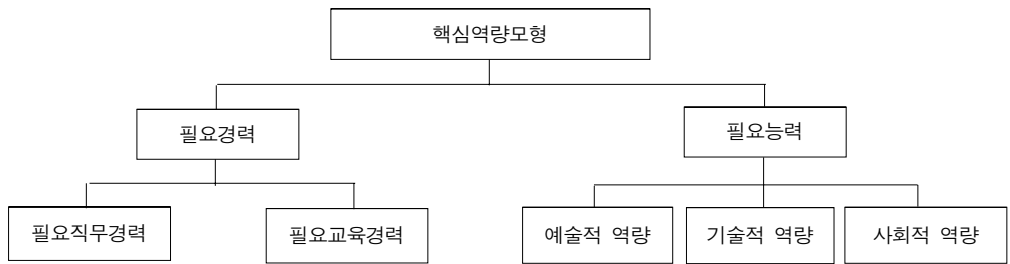 핵심역량모형
필요경력
필요능력
필요직무경력
필요교육경력
예술적 역량
기술적 역량
사회적 역량